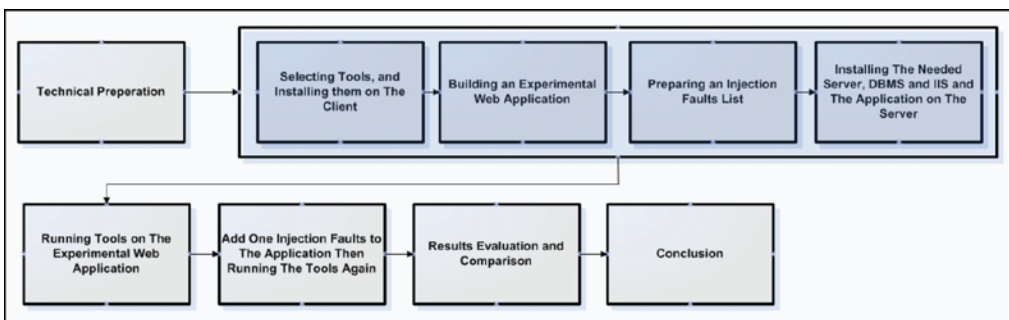 Technical Preperation
Selecting Tools, and
Installing them on The
Client
Building an Experimental
Web Application
Preparing an Injection
Faults List
Installing The Needed
Server, DBMS and IIS and
The Application on The
Server
Running Tools on The
Experimental Web
Application
Add One Injection Faults to
The Application Then
Running The Tools Again
Results Evaluation and
Comparison
Conclusion